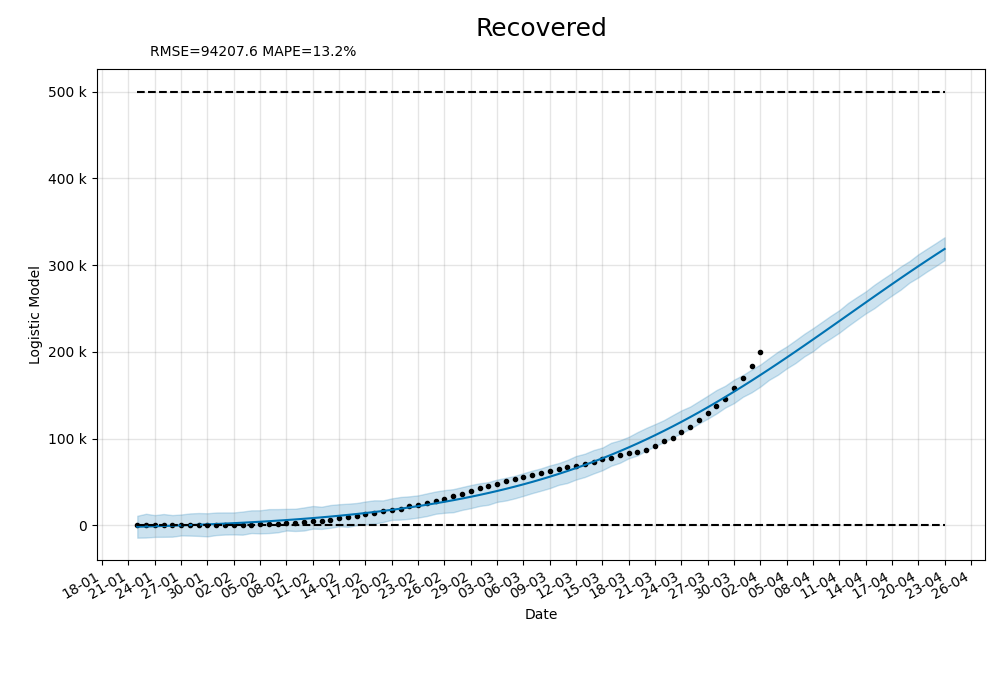 Recovered
RMSE=94207.6 MAPE=13.2%
500 k
400 k
300 k
200 k
100 k
0
Logistic Model
18-01 21-01 24-01 27-01 30-01 02-02 05-02 08-02 11-02 14-02 17-02 20-02 23-02 26-02 29-02 03-03 06-03 09-03 12-03 15-03 18-03 21-03 24-03 27-03 30-03 02-04 05-04 08-04 11-04 14-04 17-04 20-04 23-04 26-04
Date